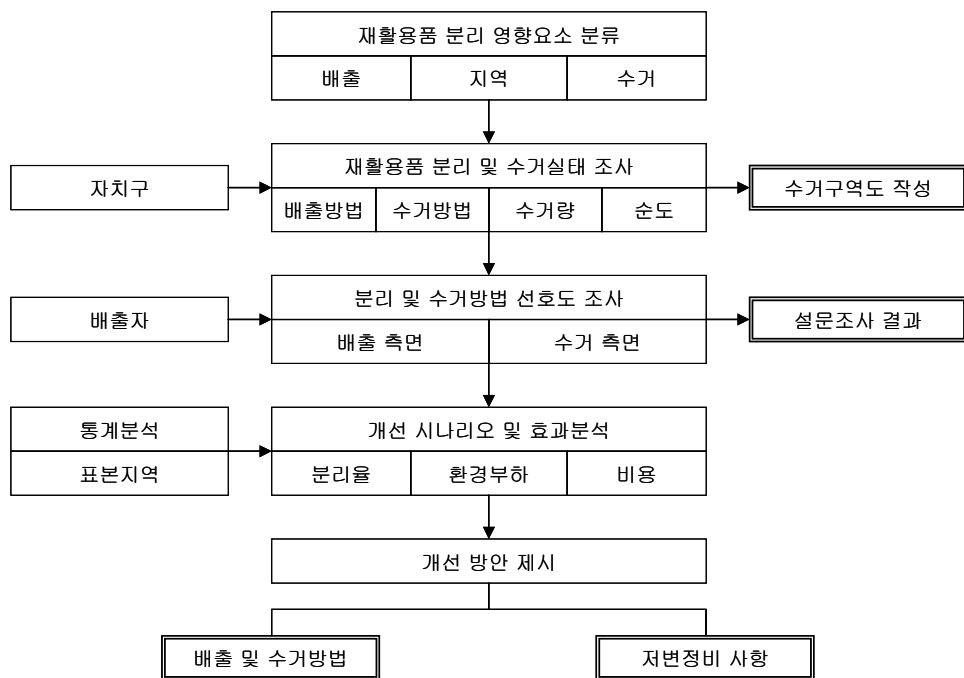 재활용품 분리 영향요소 분류
배출 지역 수거
재활용품 분리 및 수거실태 조사
자치구
수거구역도 작성
배출방법 수거방법 수거량 순도
분리 및 수거방법 선호도 조사
배출자
설문조사 결과
배출 측면 수거 측면
통계분석
개선 시나리오 및 효과분석
표본지역
분리율 환경부하 비용
개선 방안 제시
배출 및 수거방법
저변정비 사항